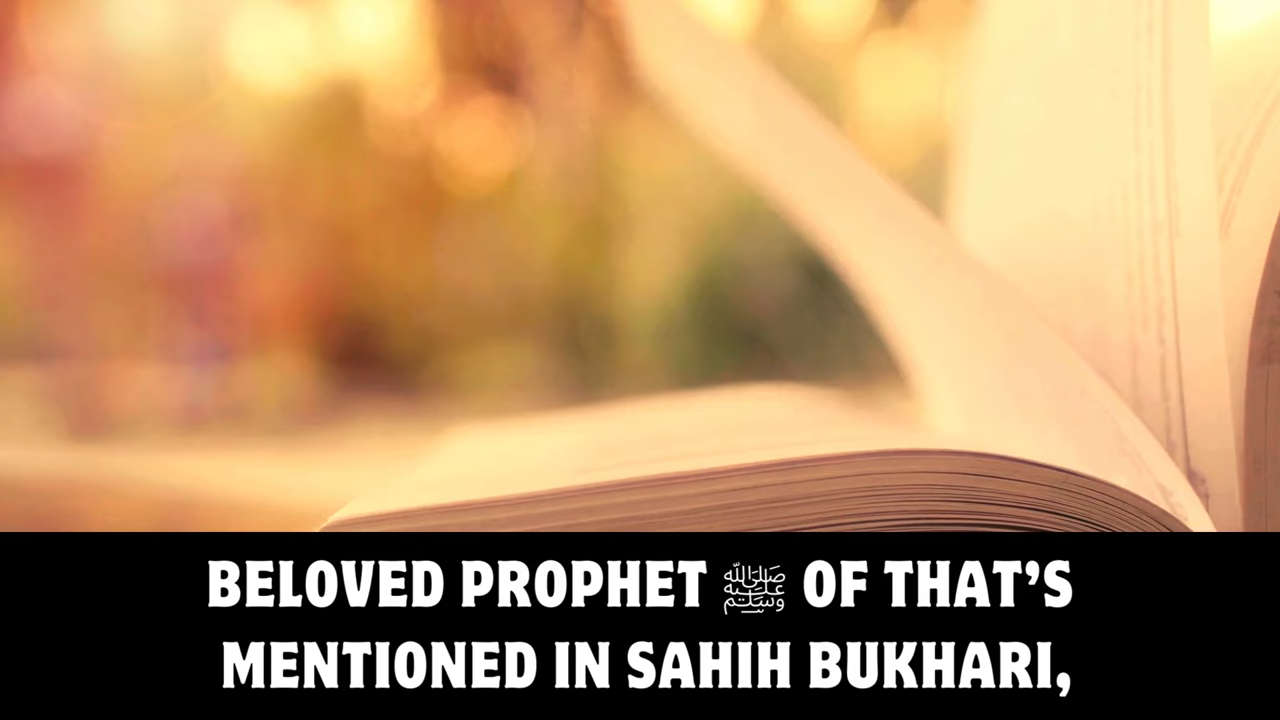 BELOVED PROPHET ﷺ OF THAT’S
MENTIONED IN SAHIH BUKHARI,